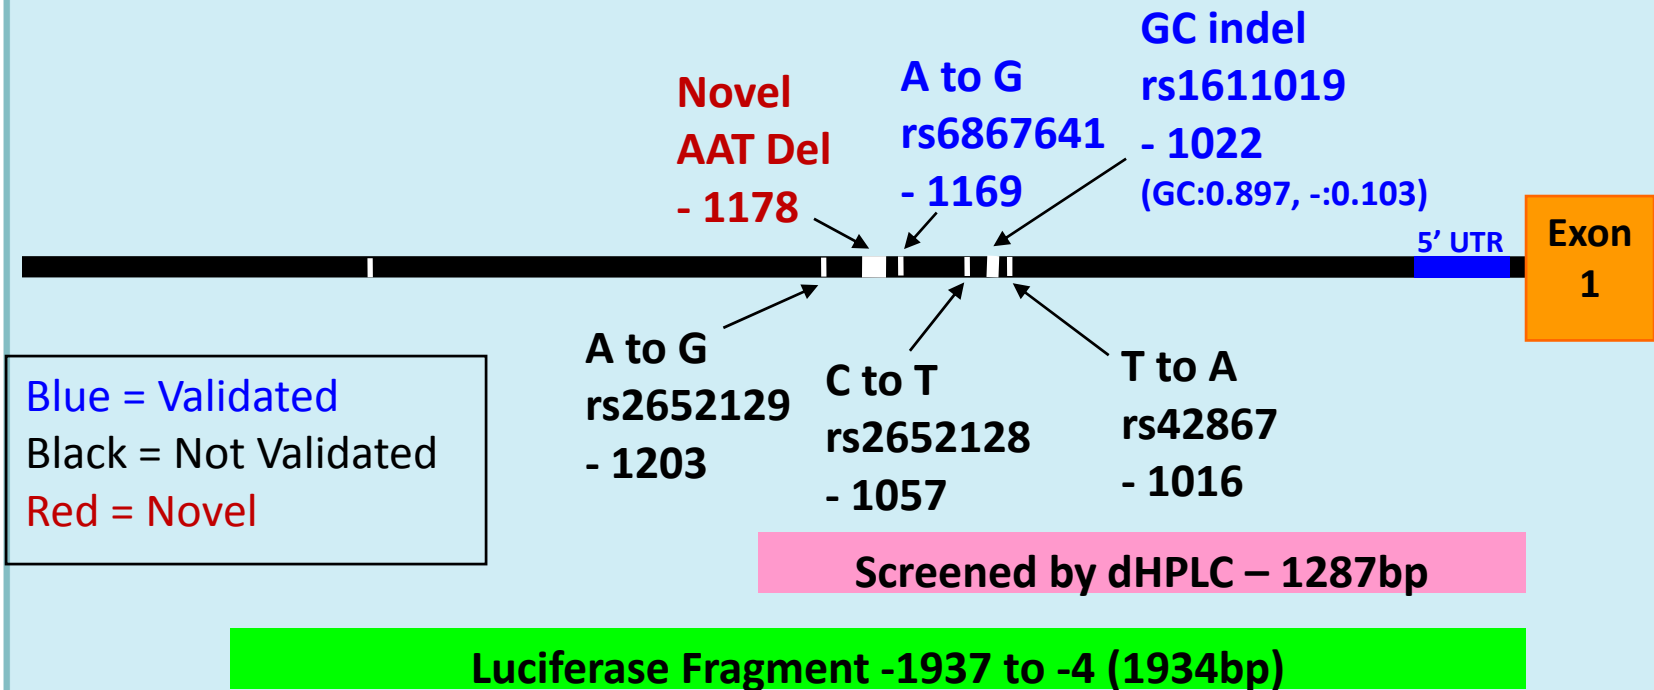 Novel
AAT Del
- 1178
A to G
rs6867641
- 1169
GC indel
rs1611019
- 1022
(GC:0.897, -:0.103)
5’ UTR
Exon
1
A to G
rs2652129
- 1203
C to T
rs2652128
- 1057
T to A
rs42867
- 1016
Blue = Validated
Black = Not Validated
Red = Novel
Screened by dHPLC – 1287bp
Luciferase Fragment -1937 to -4 (1934bp)